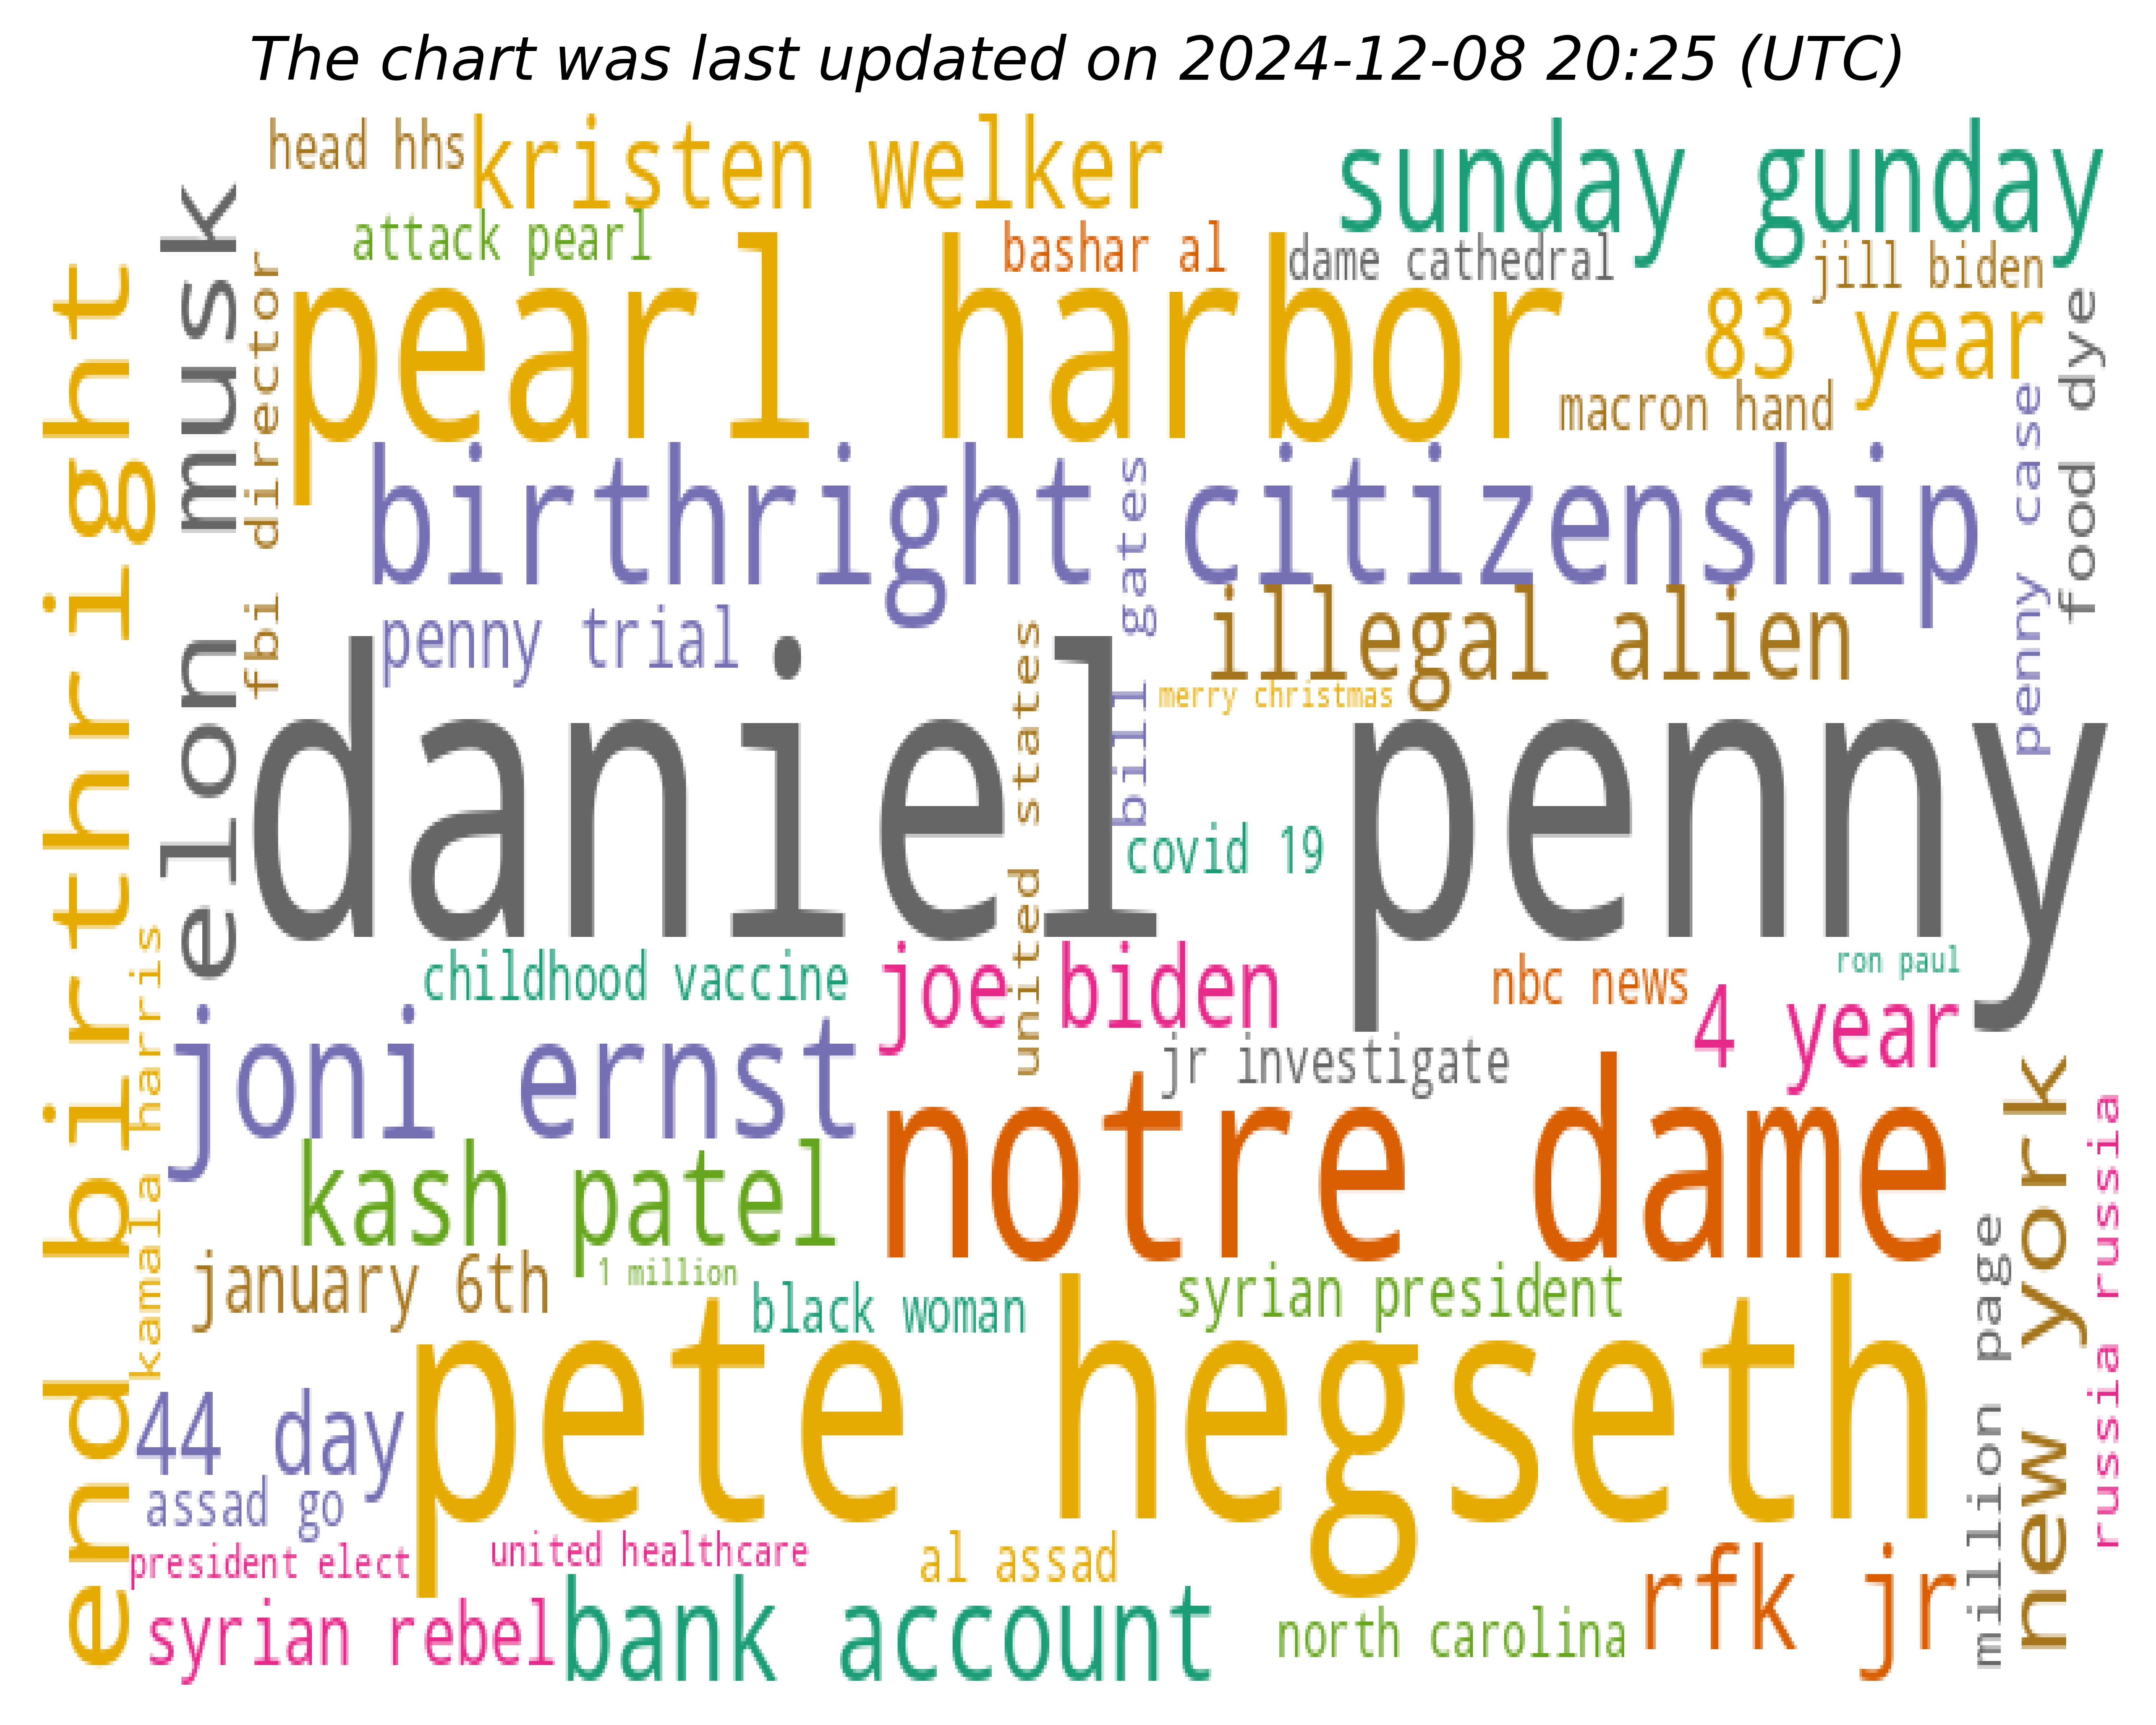 The chart was last updated on 2024-12-08 20:25 (UTC)
head hhs
kristen welker
sunday gunday
attack pearl
bashar al
dame cathedral
jill biden
pearl harbor
83 year
macron hand
end birthright
elon musk
fbi director
birthright citizenship
bill gates
penny case
food dye
penny trial
illegal alien
merry christmas
daniel penny
united states
covid 19
childhood vaccine
joe biden
nbc news
ron paul
4 year
kamala harris
joni ernst
jr investigate
notre dame
kash patel
new york
russia russia
january 6th
1 million
black woman
syrian president
million page
pete hegseth
44 day
assad go
president elect
united healthcare
al assad
syrian rebel
bank account
north carolina
rfk jr